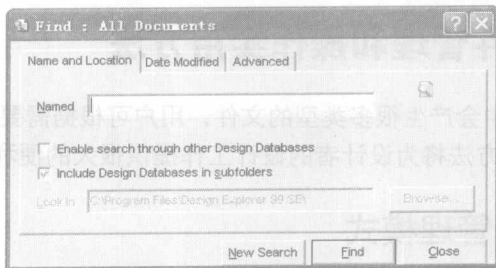 Find : All Documents
Name and Location Date Modified Advanced
Named
Enable search through other Design Databases
Include Design Databases in subfolders
Look in C:\Program Files\Design Explorer 99 SE\
Browse...
New Search Find Close